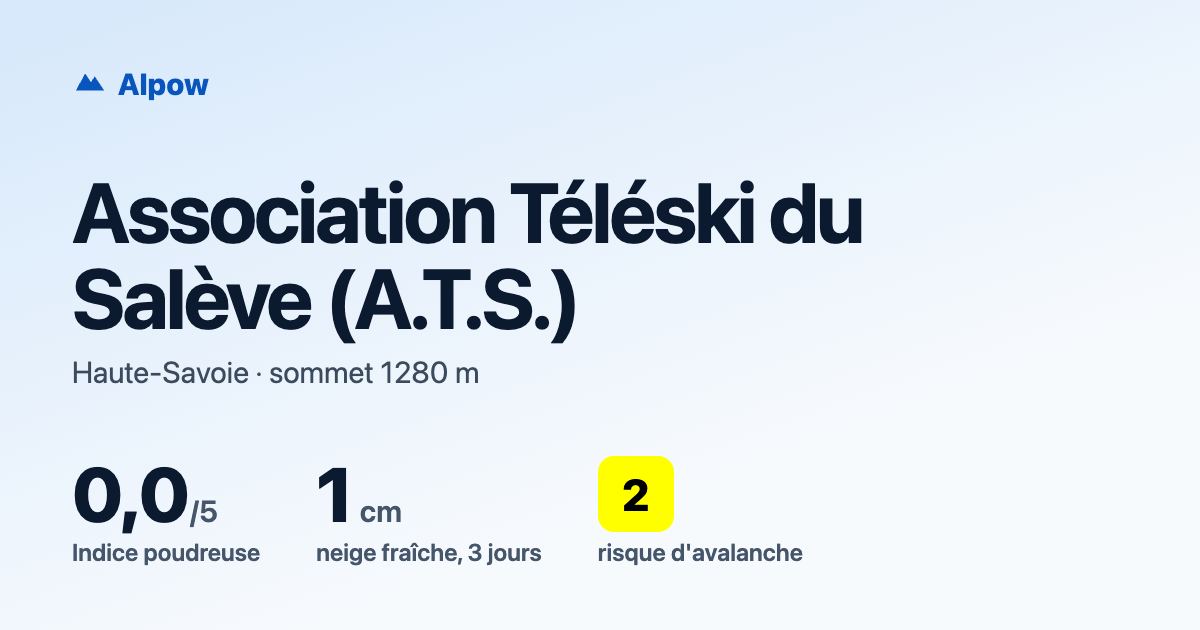 Alpow
Association Téléski du
Salève (A.T.S.)
Haute-Savoie · sommet 1280 m
0,0/5
Indice poudreuse
1 cm
neige fraîche, 3 jours
2
risque d'avalanche